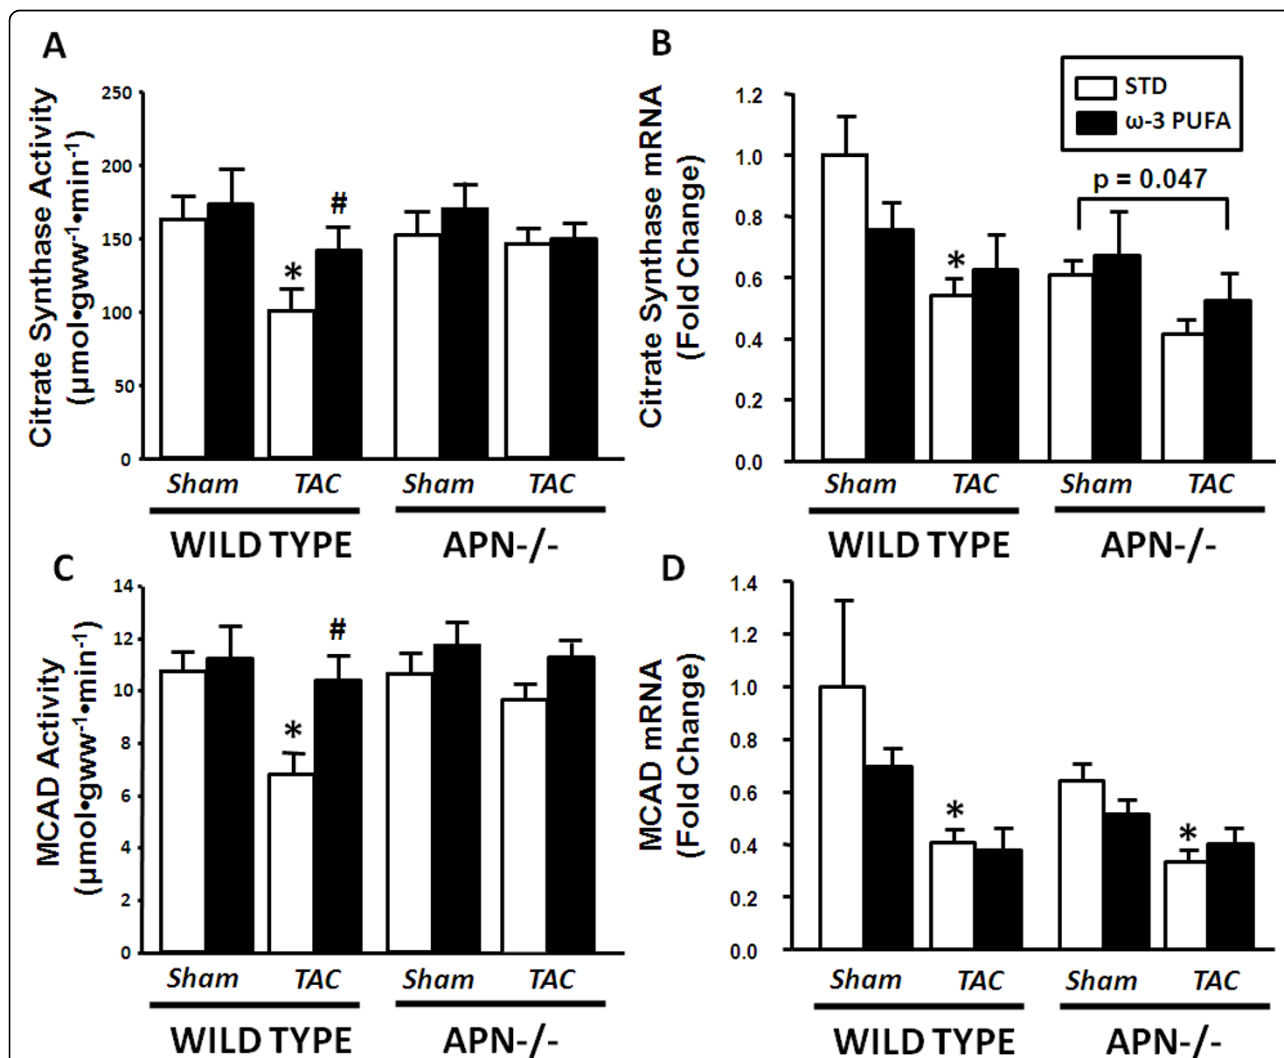 A
Citrate Synthase Activity
(µmol•gww⁻¹•min⁻¹)
250
200
150
100
50
0
*
#
Sham TAC Sham TAC
WILD TYPE APN-/-
B
Citrate Synthase mRNA
(Fold Change)
1.2
1.0
0.8
0.6
0.4
0.2
0.0
STD
ω-3 PUFA
p = 0.047
*
Sham TAC Sham TAC
WILD TYPE APN-/-
C
MCAD Activity
(µmol•gww⁻¹•min⁻¹)
14
12
10
8
6
4
2
0
*
#
Sham TAC Sham TAC
WILD TYPE APN-/-
D
MCAD mRNA
(Fold Change)
1.4
1.2
1.0
0.8
0.6
0.4
0.2
0.0
*
*
Sham TAC Sham TAC
WILD TYPE APN-/-